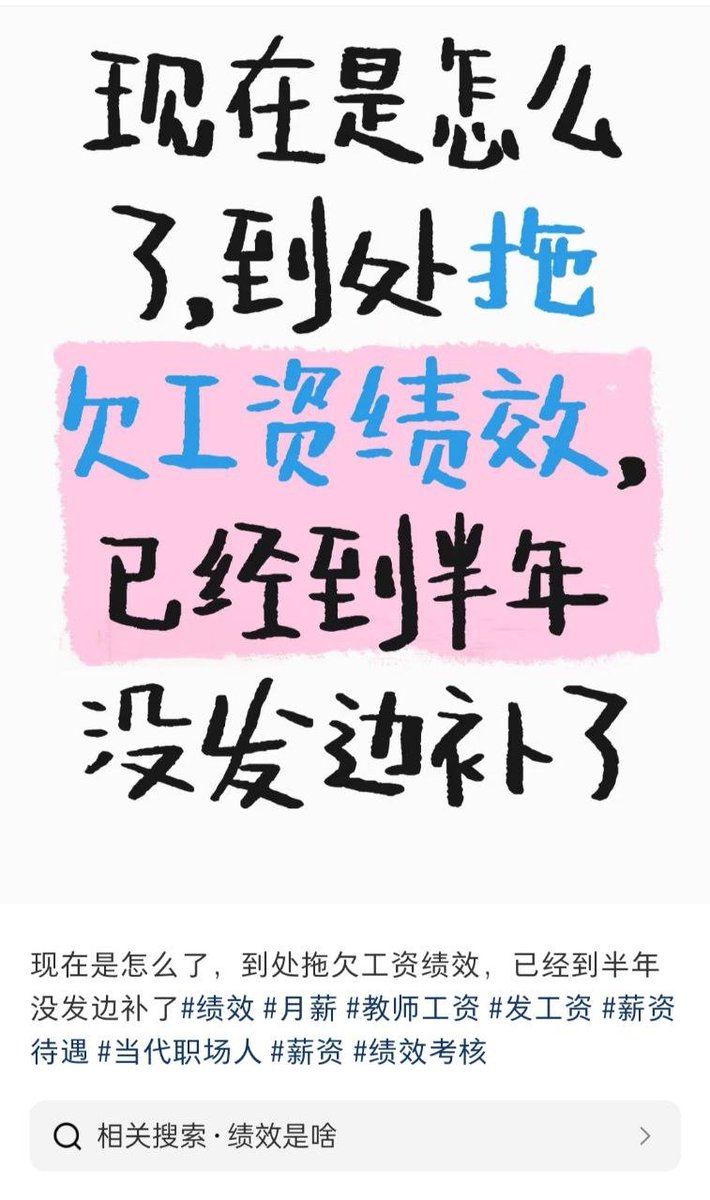 现在是怎么
了,到处拖
欠工资绩效,
已经到半年
没发边补了
现在是怎么了，到处拖欠工资绩效，已经到半年
没发边补了#绩效 #月薪 #教师工资 #发工资 #薪资
待遇 #当代职场人 #薪资 #绩效考核
相关搜索·绩效是啥